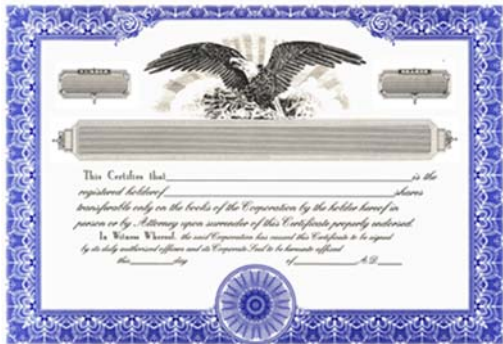 NUMBER
SHARES
This Certifies that is the
registered holder of shares
transferable only on the books of the Corporation by the holder hereof in
person or by Attorney upon surrender of this Certificate properly endorsed.
In Witness Whereof, the said Corporation has caused this Certificate to be signed
by its duly authorized officers and its Corporate Seal to be hereunto affixed
this day of A.D.